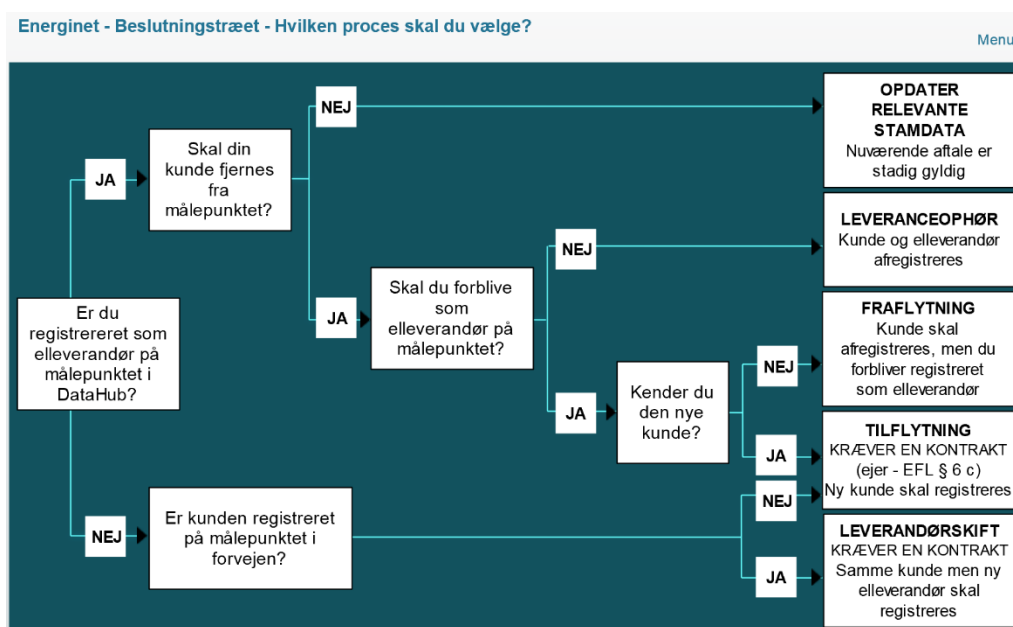 Energinet - Beslutningstræet - Hvilken proces skal du vælge?
Menu
NEJ
OPDATER
RELEVANTE
STAMDATA
Nuværende aftale er
stadig gyldig
JA
Skal din
kunde fjernes
fra
målepunktet?
NEJ
LEVERANCEOPHØR
Kunde og elleverandør
afregistreres
Er du
registrereret som
elleverandør på
målepunktet i
DataHub?
JA
Skal du forblive
som
elleverandør på
målepunktet?
NEJ
FRAFLYTNING
Kunde skal
afregistreres, men du
forbliver registreret
som elleverandør
JA
Kender du
den nye
kunde?
JA
TILFLYTNING
KRÆVER EN KONTRAKT
(ejer - EFL § 6 c)
Ny kunde skal registreres
NEJ
NEJ
Er kunden registreret
på målepunktet i
forvejen?
JA
LEVERANDØRSKIFT
KRÆVER EN KONTRAKT
Samme kunde men ny
elleverandør skal
registreres